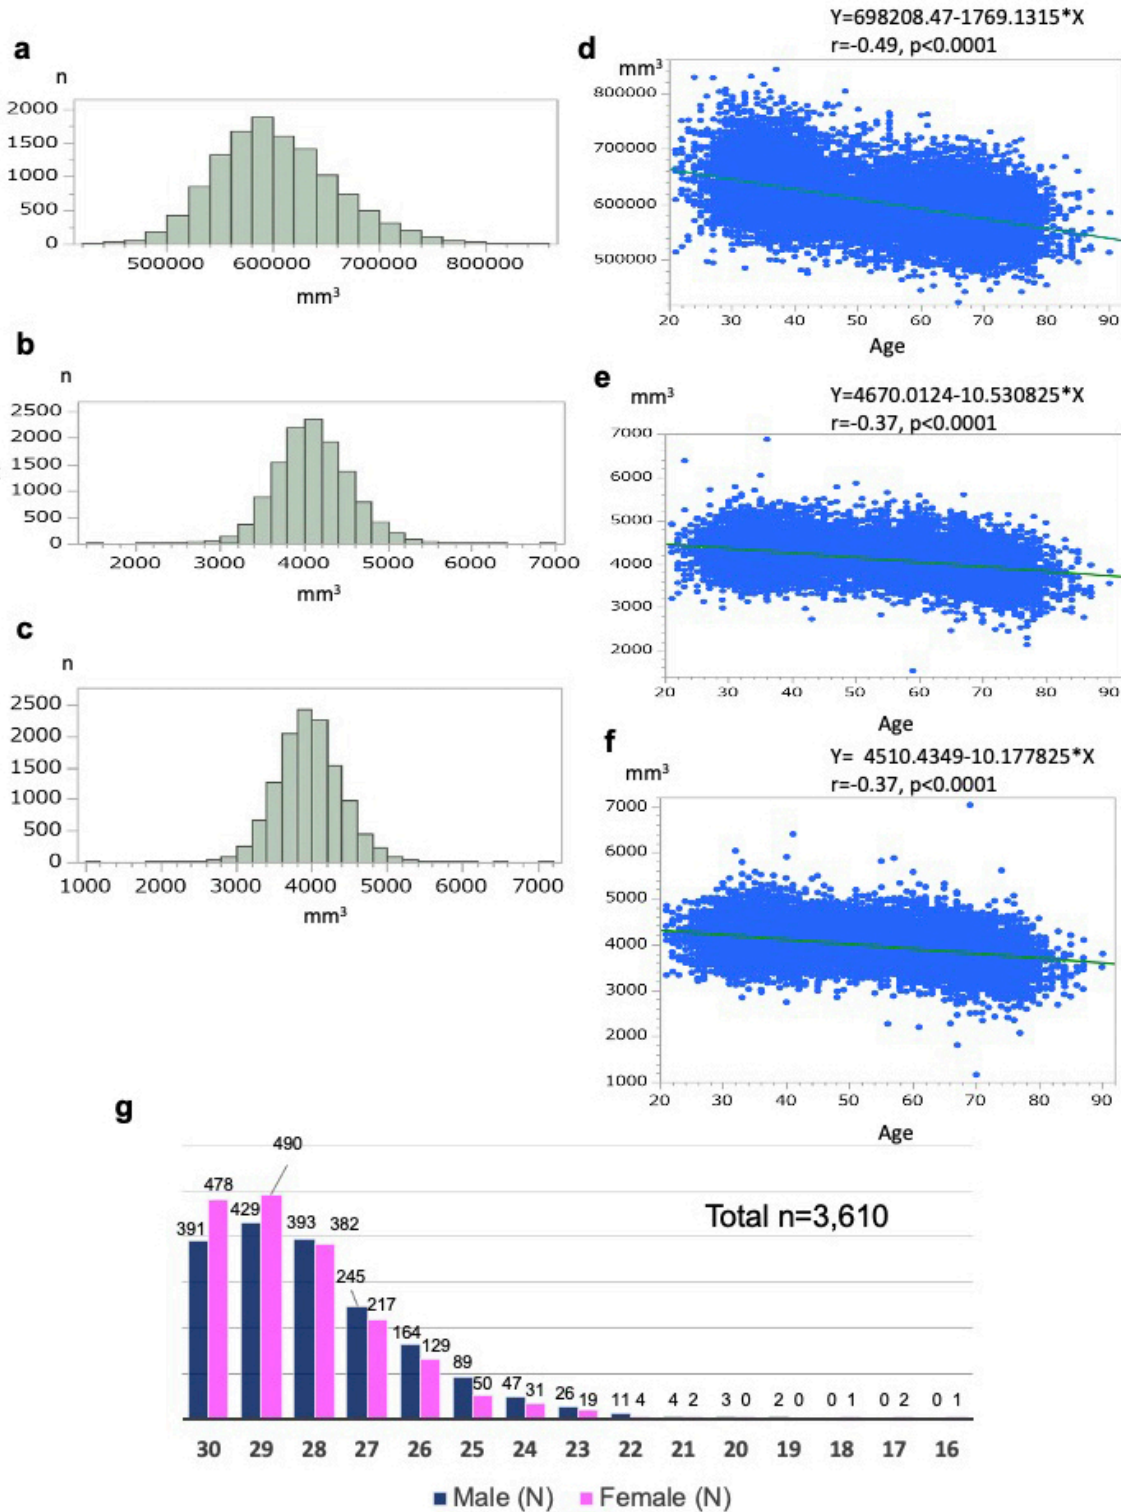 a
n
2000
1500
1000
500
0
500000 600000 700000 800000
mm³
b
n
2500
2000
1500
1000
500
0
2000 3000 4000 5000 6000 7000
mm³
c
n
2500
2000
1500
1000
500
0
1000 2000 3000 4000 5000 6000 7000
mm³
d
Y=698208.47-1769.1315*X
r=-0.49, p<0.0001
mm³
800000
700000
600000
500000
20 30 40 50 60 70 80 90
Age
e
mm³
Y=4670.0124-10.530825*X
r=-0.37, p<0.0001
7000
6000
5000
4000
3000
2000
20 30 40 50 60 70 80 90
Age
f
mm³
Y= 4510.4349-10.177825*X
r=-0.37, p<0.0001
7000
6000
5000
4000
3000
2000
1000
20 30 40 50 60 70 80 90
Age
g
Total n=3,610
391 478 429 490 393 382 245 217 164 129 89 50 47 31 26 19 11 4 4 2 3 0 2 0 0 1 0 2 0 1
30 29 28 27 26 25 24 23 22 21 20 19 18 17 16
Male (N) Female (N)